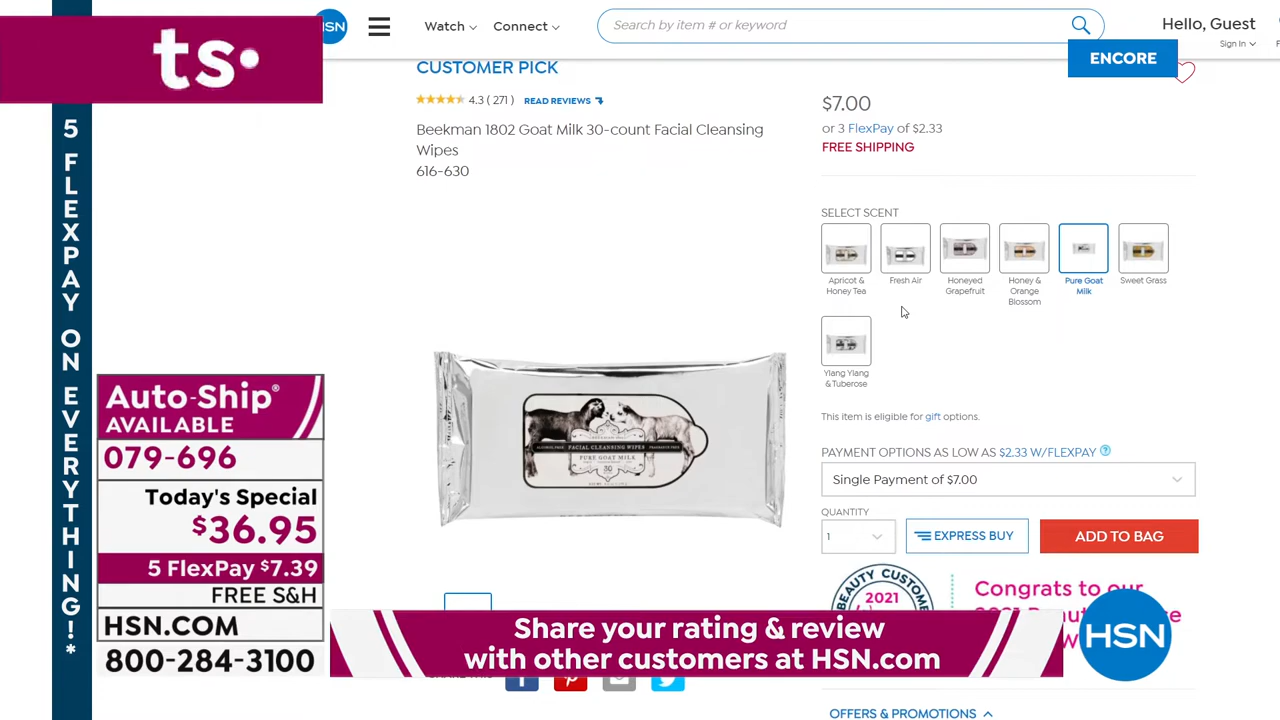 ts.
5 FLEXPAY ON EVERYTHING!*
Auto-Ship®
AVAILABLE
079-696
Today's Special
$36.95
5 FlexPay $7.39
FREE S&H
HSN.COM
800-284-3100
HSN
Watch
Connect
Search by item # or keyword
Hello, Guest
Sign In
ENCORE
CUSTOMER PICK
4.3 (271) READ REVIEWS
Beekman 1802 Goat Milk 30-count Facial Cleansing
Wipes
616-630
FACIAL CLEANSING WIPES
PURE GOAT MILK
30
$7.00
or 3 FlexPay of $2.33
FREE SHIPPING
SELECT SCENT
Apricot &
Honey Tea
Fresh Air
Honeyed
Grapefruit
Honey &
Orange
Blossom
Pure Goat
Milk
Sweet Grass
Ylang Ylang
& Tuberose
This item is eligible for gift options.
PAYMENT OPTIONS AS LOW AS $2.33 W/FLEXPAY ?
Single Payment of $7.00
QUANTITY
1
EXPRESS BUY
ADD TO BAG
BEAUTY CUSTOME
2021
Congrats to our
Share your rating & review
with other customers at HSN.com
HSN
OFFERS & PROMOTIONS